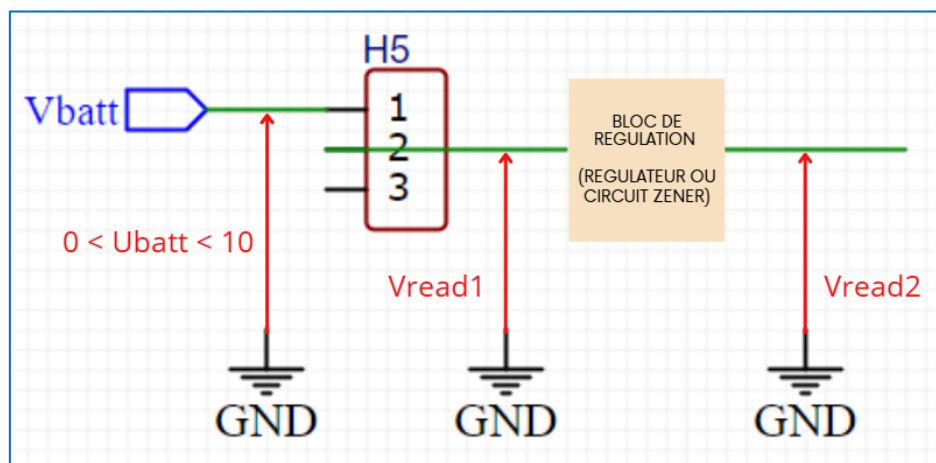 H5
Vbatt
1
2
3
BLOC DE
REGULATION
(REGULATEUR OU
CIRCUIT ZENER)
0 < Ubatt < 10
Vread1
Vread2
GND
GND
GND